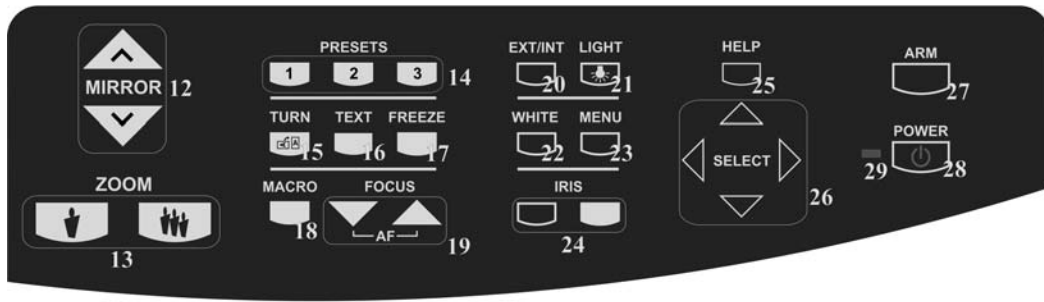 MIRROR 12
ZOOM
13
PRESETS
1 2 3 14
TURN TEXT FREEZE
A 15 16 17
MACRO FOCUS
18 AF 19
EXT/INT LIGHT
20 21
WHITE MENU
22 23
IRIS
24
HELP
25
SELECT
26
ARM
27
POWER
29 28